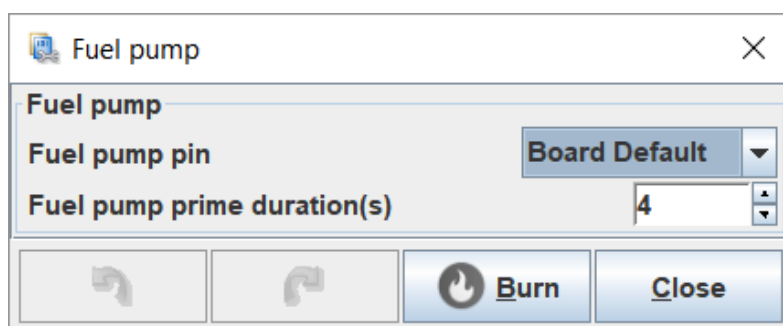 Fuel pump
Fuel pump
Fuel pump pin Board Default
Fuel pump prime duration(s) 4
Burn Close